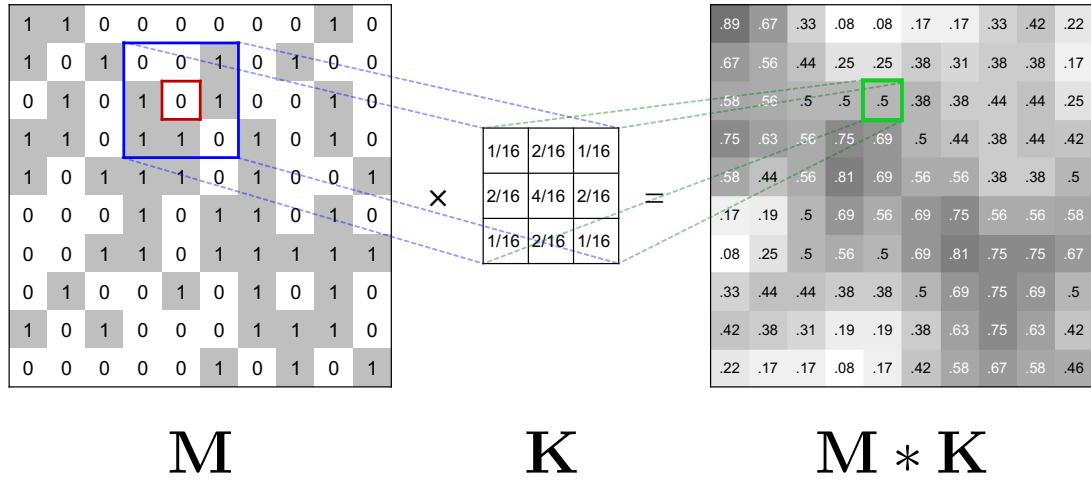 1 1 0 0 0 0 0 0 1 0
1 0 1 0 0 1 0 1 0 0
0 1 0 1 0 1 0 0 1 0
1 1 0 1 1 0 1 0 1 0
1 0 1 1 1 0 1 0 0 1
0 0 0 1 0 1 1 0 1 0
0 0 1 1 0 1 1 1 1 1
0 1 0 0 1 0 1 0 1 0
1 0 1 0 0 0 1 1 1 0
0 0 0 0 0 1 0 1 0 1
×
1/16 2/16 1/16
2/16 4/16 2/16
1/16 2/16 1/16
=
.89 .67 .33 .08 .08 .17 .17 .33 .42 .22
.67 .56 .44 .25 .25 .38 .31 .38 .38 .17
.58 .56 .5 .5 .5 .38 .38 .44 .44 .25
.75 .63 .56 .75 .69 .5 .44 .38 .44 .42
.58 .44 .56 .81 .69 .56 .56 .38 .38 .5
.17 .19 .5 .69 .56 .69 .75 .56 .56 .58
.08 .25 .5 .56 .5 .69 .81 .75 .75 .67
.33 .44 .44 .38 .38 .5 .69 .75 .69 .5
.42 .38 .31 .19 .19 .38 .63 .75 .63 .42
.22 .17 .17 .08 .17 .42 .58 .67 .58 .46
M
K
M ∗ K